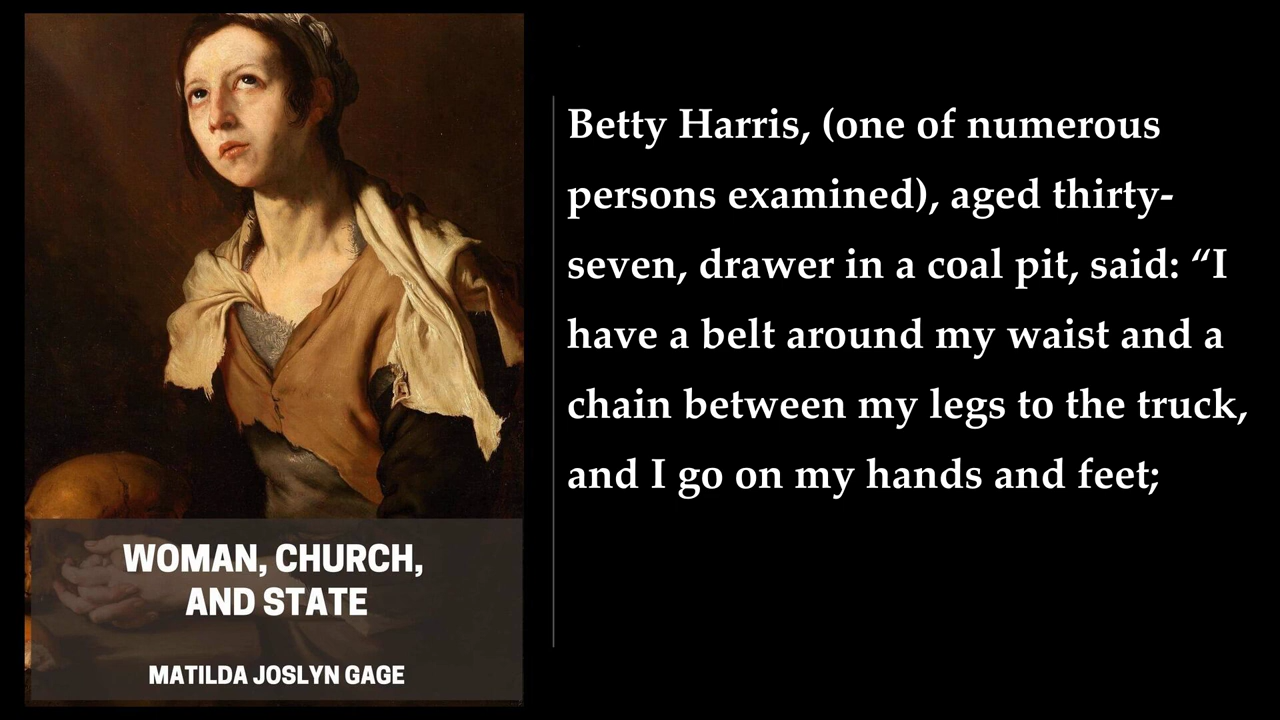 Betty Harris, (one of numerous
persons examined), aged thirty-
seven, drawer in a coal pit, said: “I
have a belt around my waist and a
chain between my legs to the truck,
and I go on my hands and feet;
WOMAN, CHURCH,
AND STATE
MATILDA JOSLYN GAGE